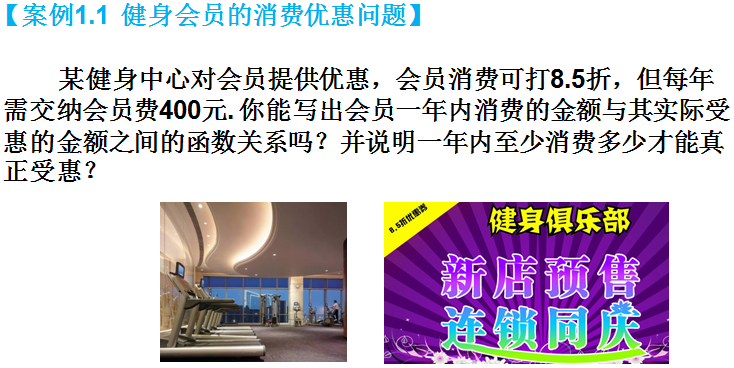 【案例1.1 健身会员的消费优惠问题】
某健身中心对会员提供优惠，会员消费可打8.5折，但每年
需交纳会员费400元. 你能写出会员一年内消费的金额与其实际受
惠的金额之间的函数关系吗？并说明一年内至少消费多少才能真
正受惠？
8.5折优惠券
健身俱乐部
新店预售
连锁同庆